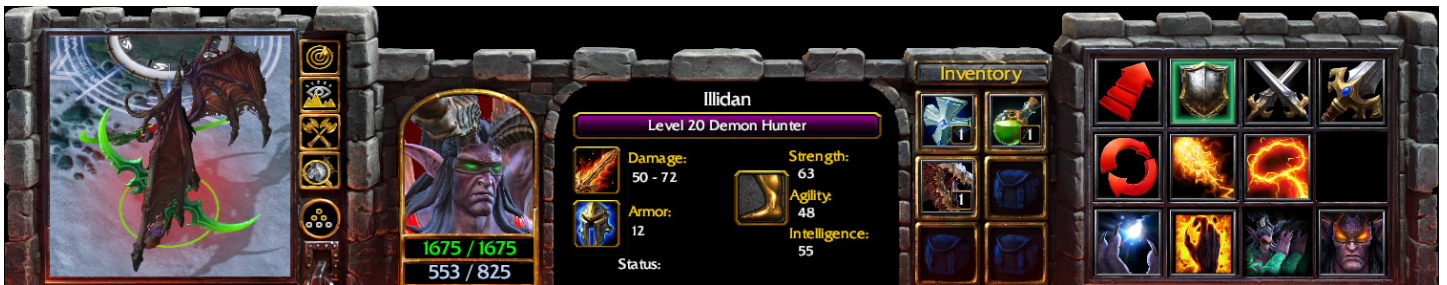 Illidan
Level 20 Demon Hunter
Damage:
50 - 72
Armor:
12
Status:
Strength:
63
Agility:
48
Intelligence:
55
1675 / 1675
553 / 825
Inventory
1
1
1